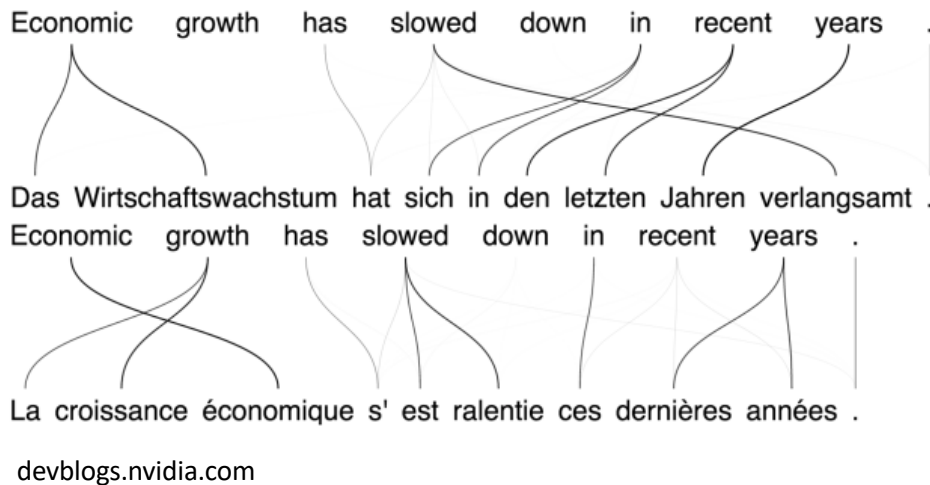 Economic growth has slowed down in recent years .
Das Wirtschaftswachstum hat sich in den letzten Jahren verlangsamt .
Economic growth has slowed down in recent years .
La croissance économique s' est ralentie ces dernières années .
devblogs.nvidia.com